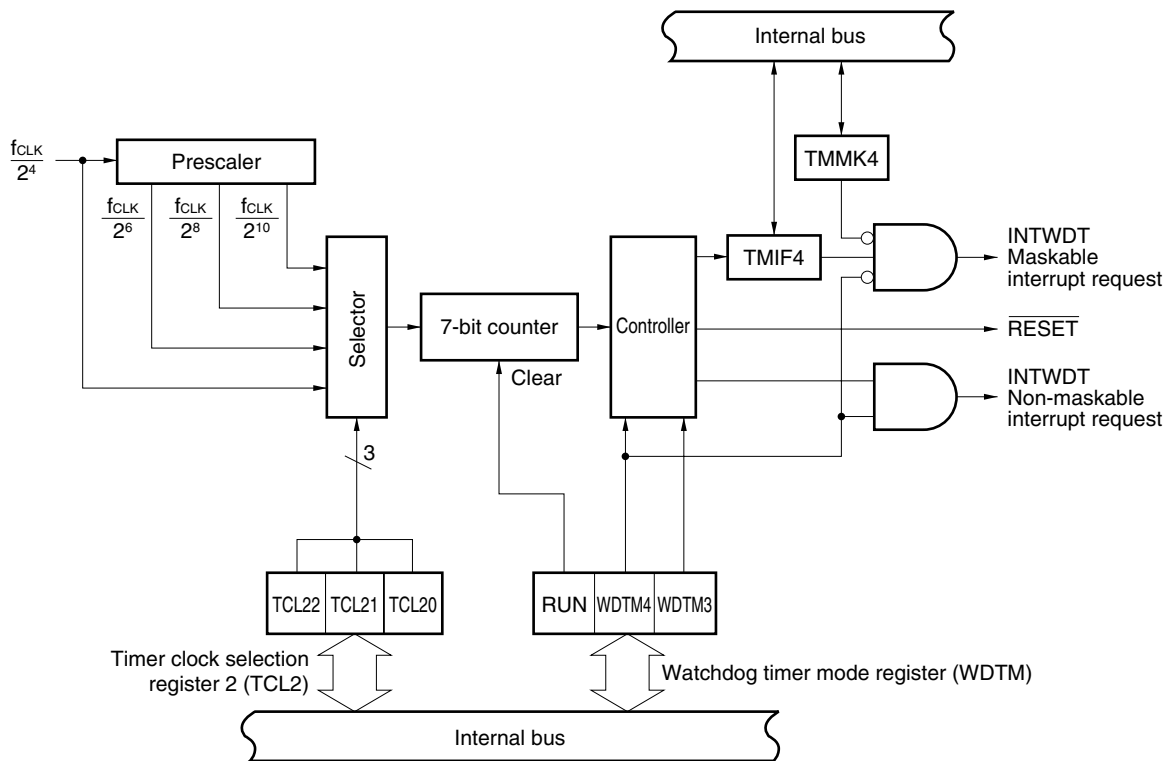 Internal bus
fCLK
2⁴
Prescaler
TMMK4
fCLK
2⁶
fCLK
2⁸
fCLK
2¹⁰
INTWDT
Maskable
interrupt request
TMIF4
Selector
7-bit counter
Controller
RESET
Clear
INTWDT
Non-maskable
interrupt request
3
TCL22 TCL21 TCL20
RUN WDTM4 WDTM3
Timer clock selection
register 2 (TCL2)
Watchdog timer mode register (WDTM)
Internal bus